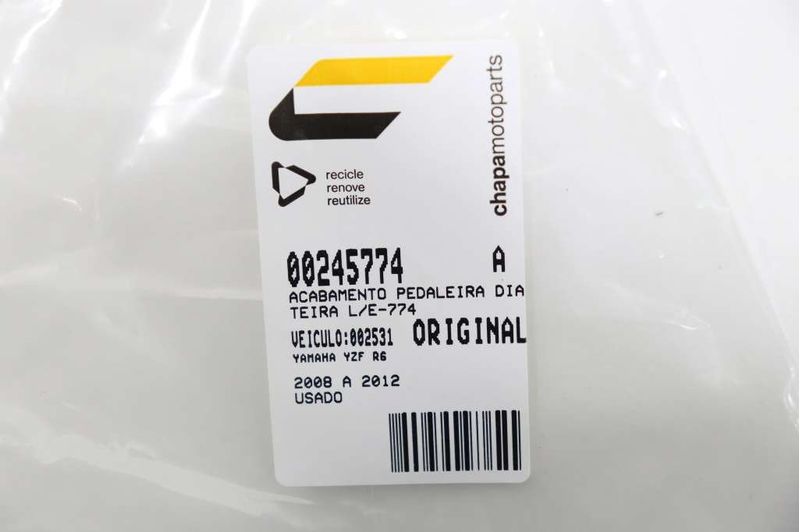 chapamotoparts
recicle
renove
reutilize
00245774 A
ACABAMENTO PEDALEIRA DIA
TEIRA L/E-774
VEICULO:002531 ORIGINAL
YAMAHA YZF R6
2008 A 2012
USADO